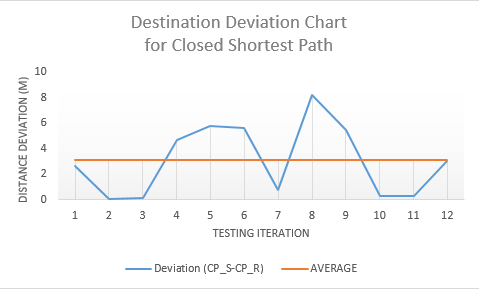 Destination Deviation Chart
for Closed Shortest Path
DISTANCE DEVIATION (M)
10
8
6
4
2
0
1 2 3 4 5 6 7 8 9 10 11 12
TESTING ITERATION
Deviation (CP_S-CP_R) AVERAGE